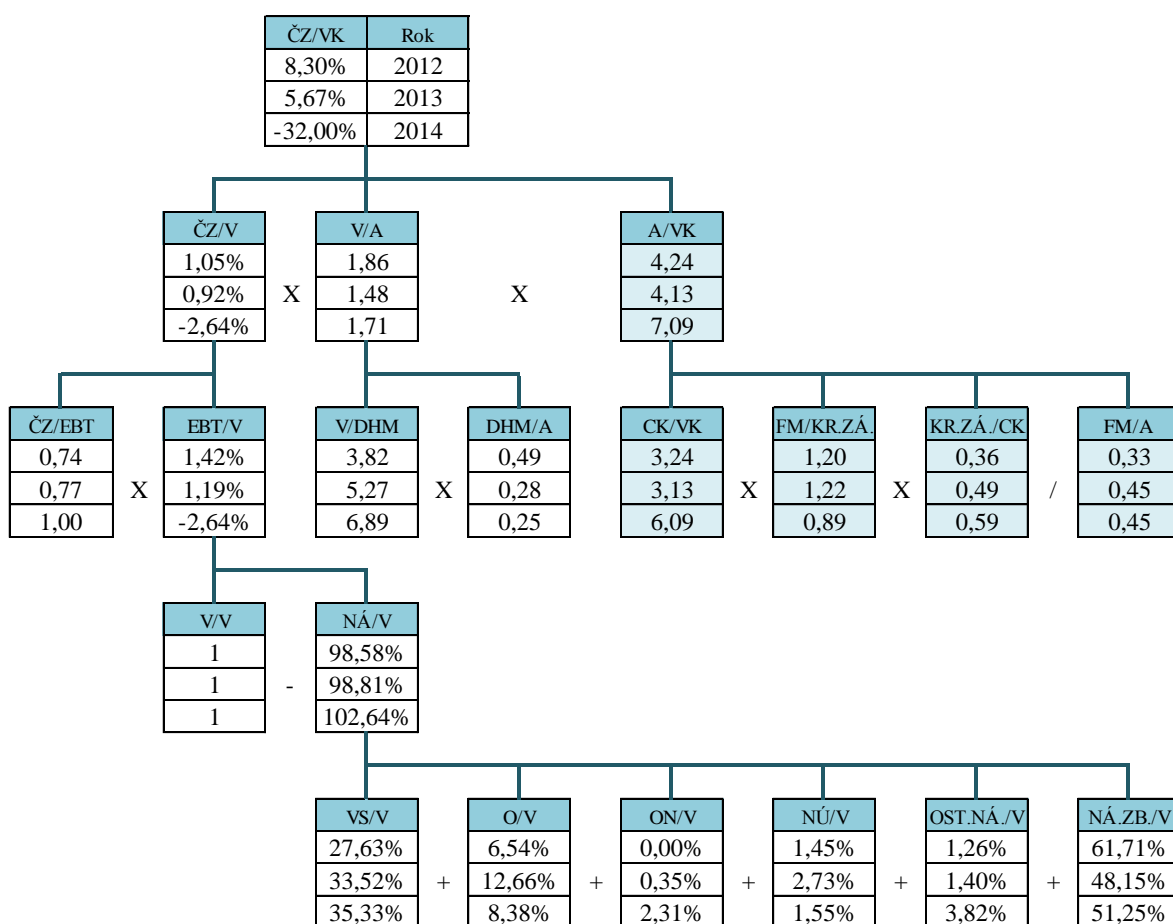 ČZ/VK Rok
8,30% 2012
5,67% 2013
-32,00% 2014
ČZ/V V/A A/VK
1,05% 1,86 4,24
0,92% X 1,48 X 4,13
-2,64% 1,71 7,09
ČZ/EBT EBT/V V/DHM DHM/A CK/VK FM/KR.ZÁ. KR.ZÁ./CK FM/A
0,74 1,42% 3,82 0,49 3,24 1,20 0,36 0,33
0,77 X 1,19% 5,27 X 0,28 3,13 X 1,22 X 0,49 / 0,45
1,00 -2,64% 6,89 0,25 6,09 0,89 0,59 0,45
V/V NÁ/V
1 98,58%
1 - 98,81%
1 102,64%
VS/V O/V ON/V NÚ/V OST.NÁ./V NÁ.ZB./V
27,63% 6,54% 0,00% 1,45% 1,26% 61,71%
33,52% + 12,66% + 0,35% + 2,73% + 1,40% + 48,15%
35,33% 8,38% 2,31% 1,55% 3,82% 51,25%